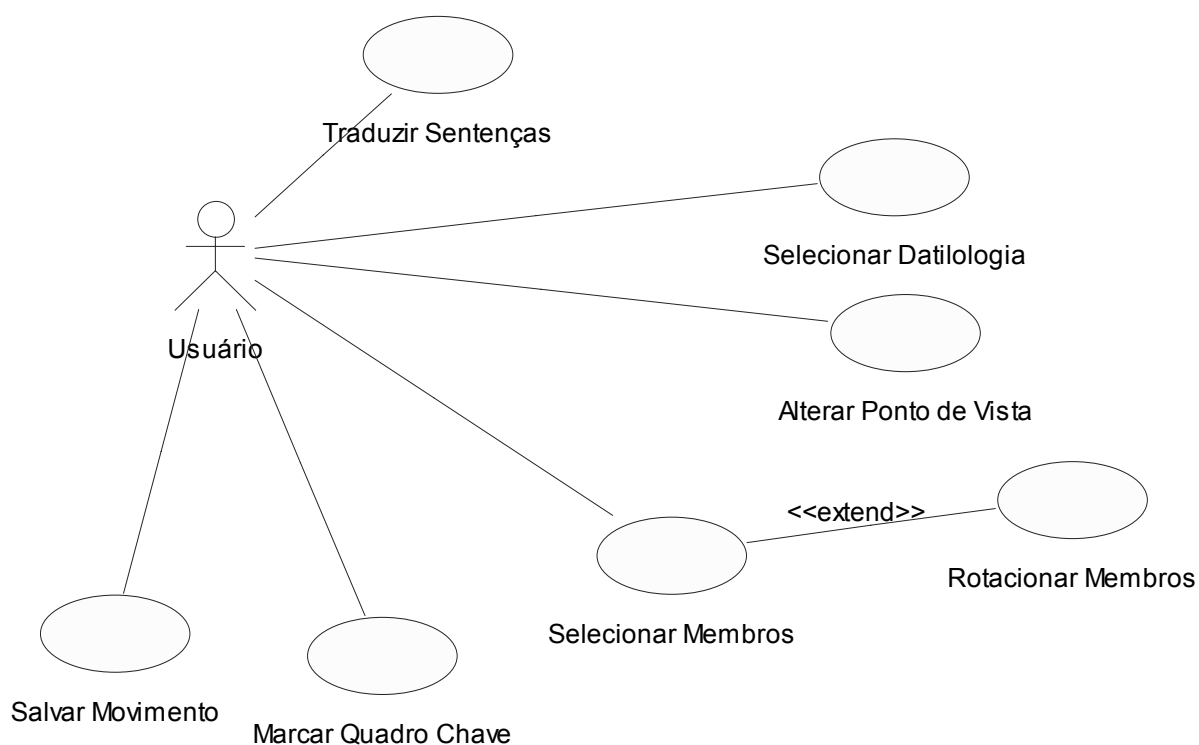 Traduzir Sentenças
Selecionar Datilologia
Usuário
Alterar Ponto de Vista
<<extend>>
Rotacionar Membros
Selecionar Membros
Salvar Movimento
Marcar Quadro Chave